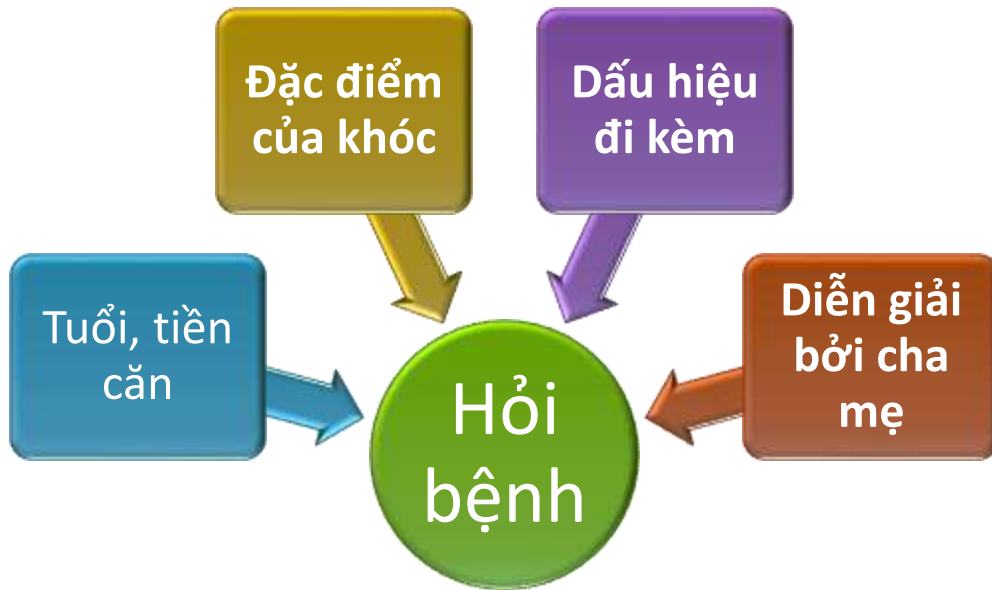 Đặc điểm
của khóc
Dấu hiệu
đi kèm
Tuổi, tiền
căn
Diễn giải
bởi cha
mẹ
Hỏi
bệnh